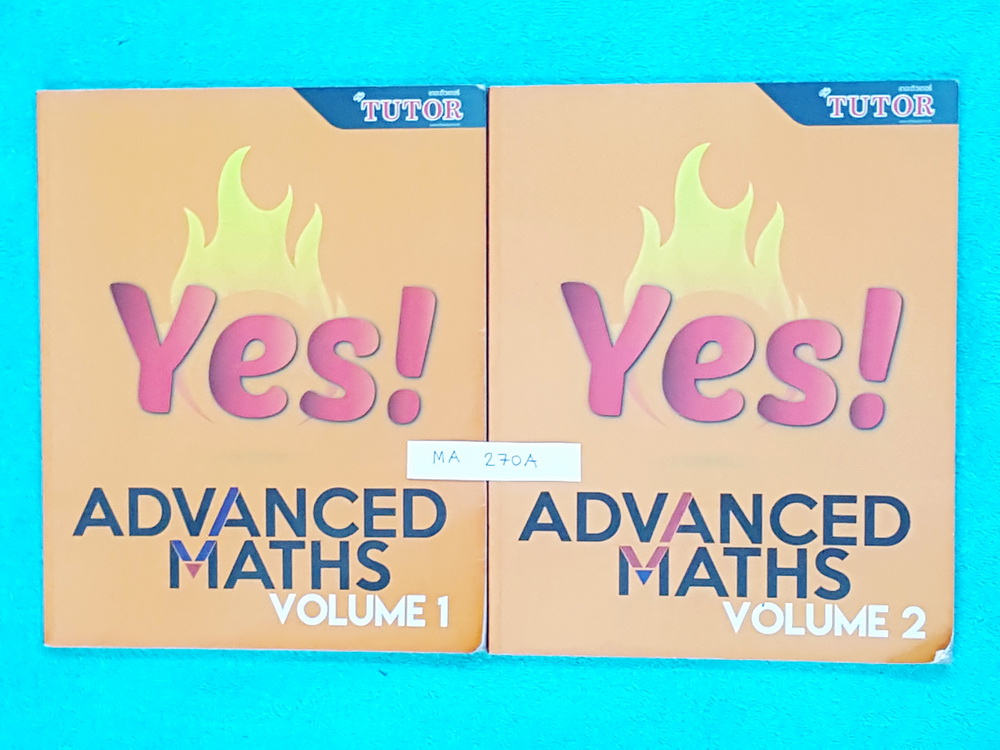 TUTOR
Yes!
ADVANCED
MATHS
VOLUME 1
MA 270A
TUTOR
Yes!
ADVANCED
MATHS
VOLUME 2